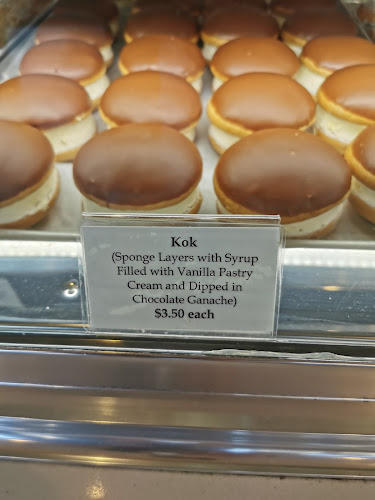 Kok
(Sponge Layers with Syrup
Filled with Vanilla Pastry
Cream and Dipped in
Chocolate Ganache)
$3.50 each